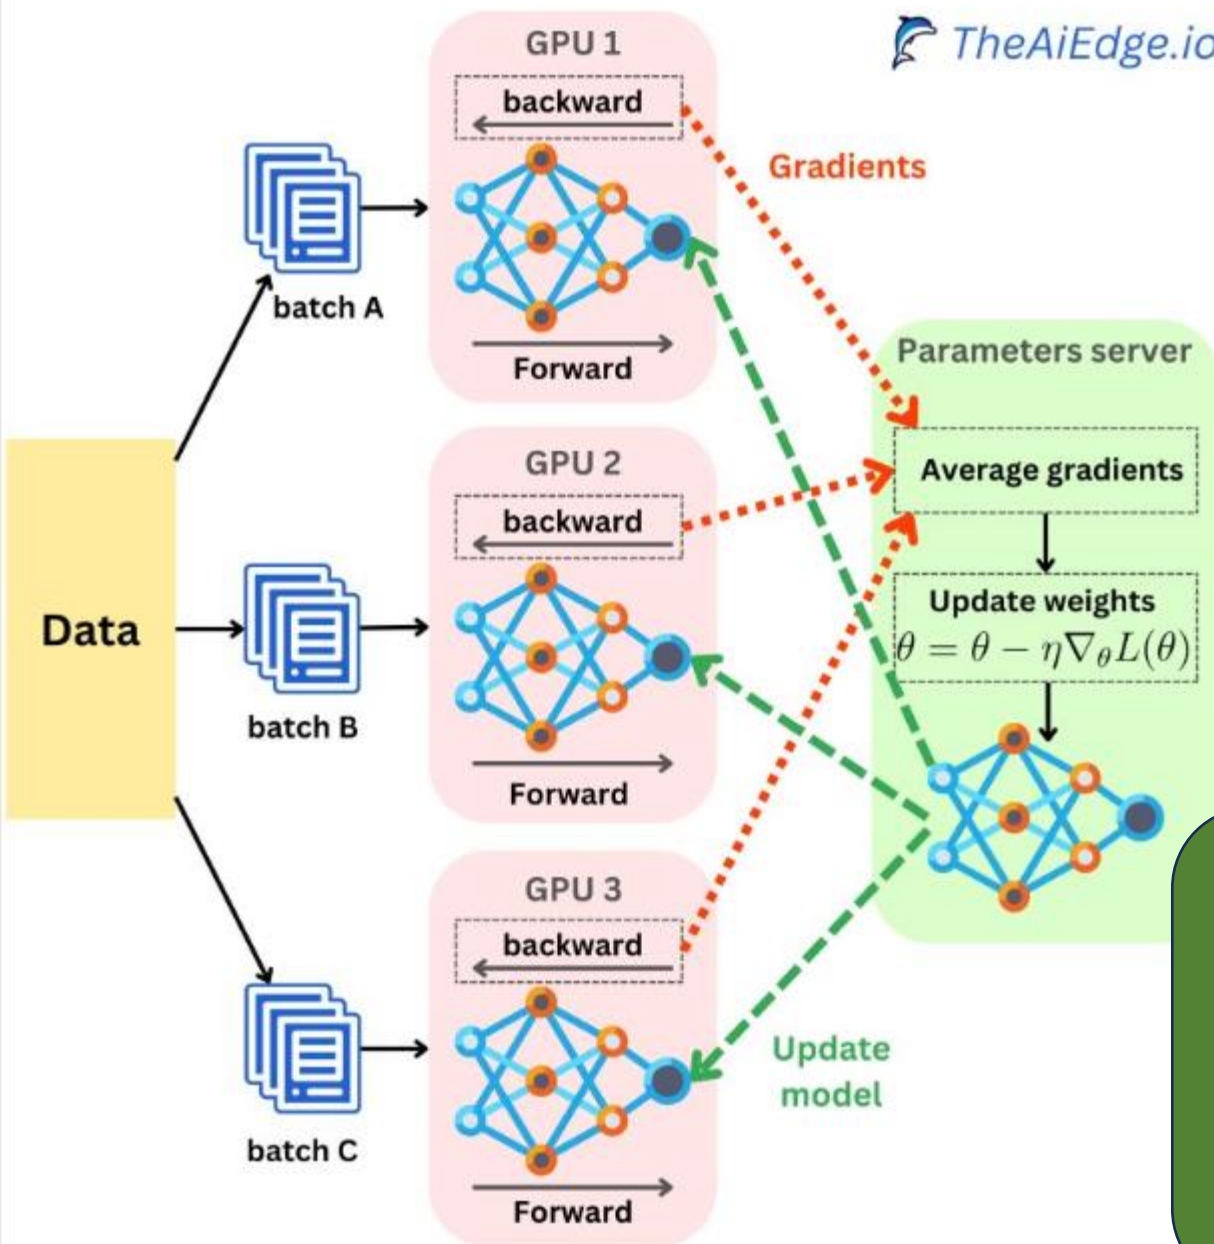 TheAiEdge.io
GPU 1
backward
Gradients
batch A
Forward
Parameters server
GPU 2
backward
Average gradients
Data
Update weights
θ = θ − η∇θL(θ)
batch B
Forward
GPU 3
backward
Update
model
batch C
Forward